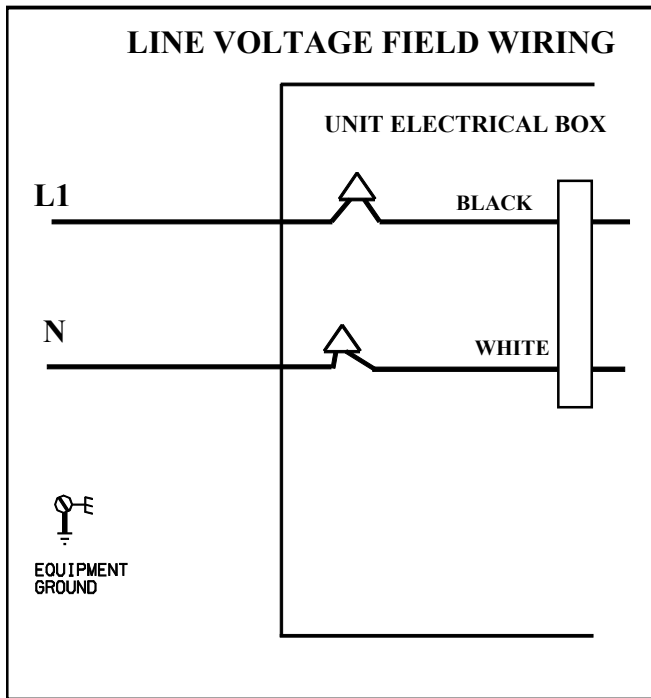 LINE VOLTAGE FIELD WIRING
UNIT ELECTRICAL BOX
L1
BLACK
N
WHITE
EQUIPMENT
GROUND